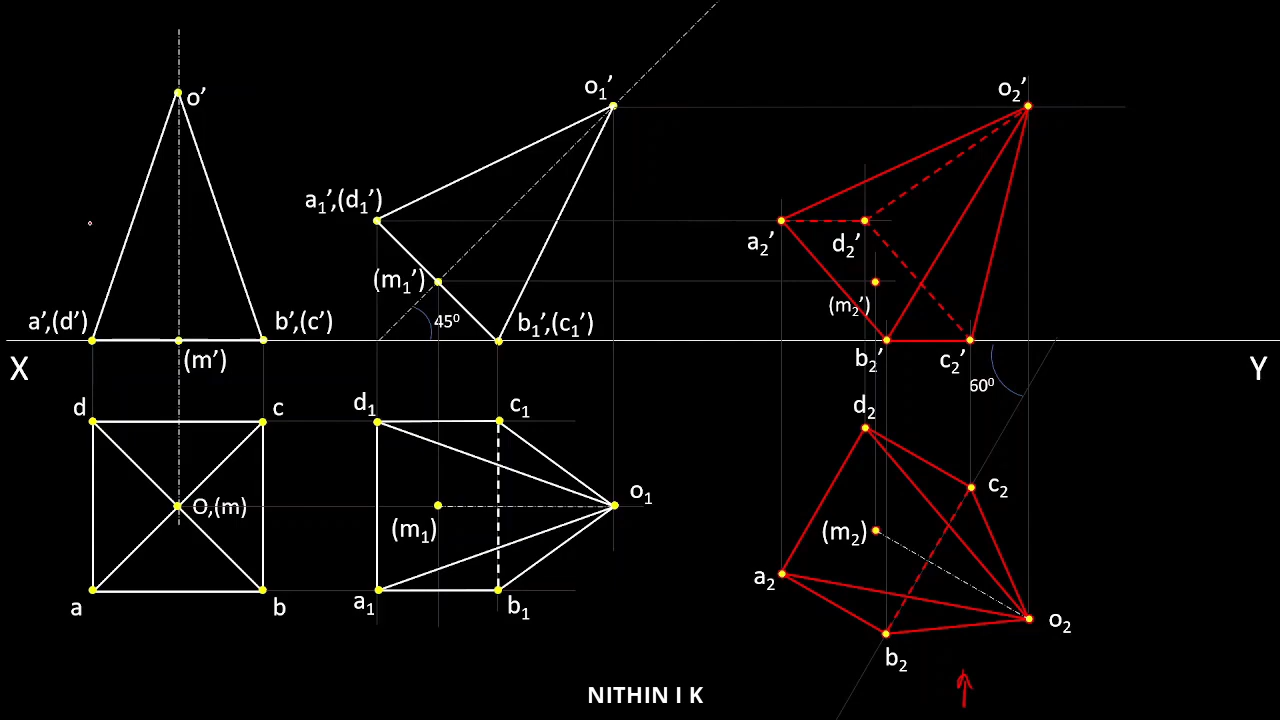 o’
o₁’
o₂’
a₁’,(d₁’)
a₂’
d₂’
(m₁’)
(m₂’)
a’,(d’)
b’,(c’)
45⁰
b₁’,(c₁’)
X
(m’)
b₂’
c₂’
60⁰
Y
d
c
d₁
c₁
d₂
c₂
O,(m)
o₁
(m₁)
(m₂)
a₂
a
b
a₁
b₁
o₂
b₂
NITHIN I K